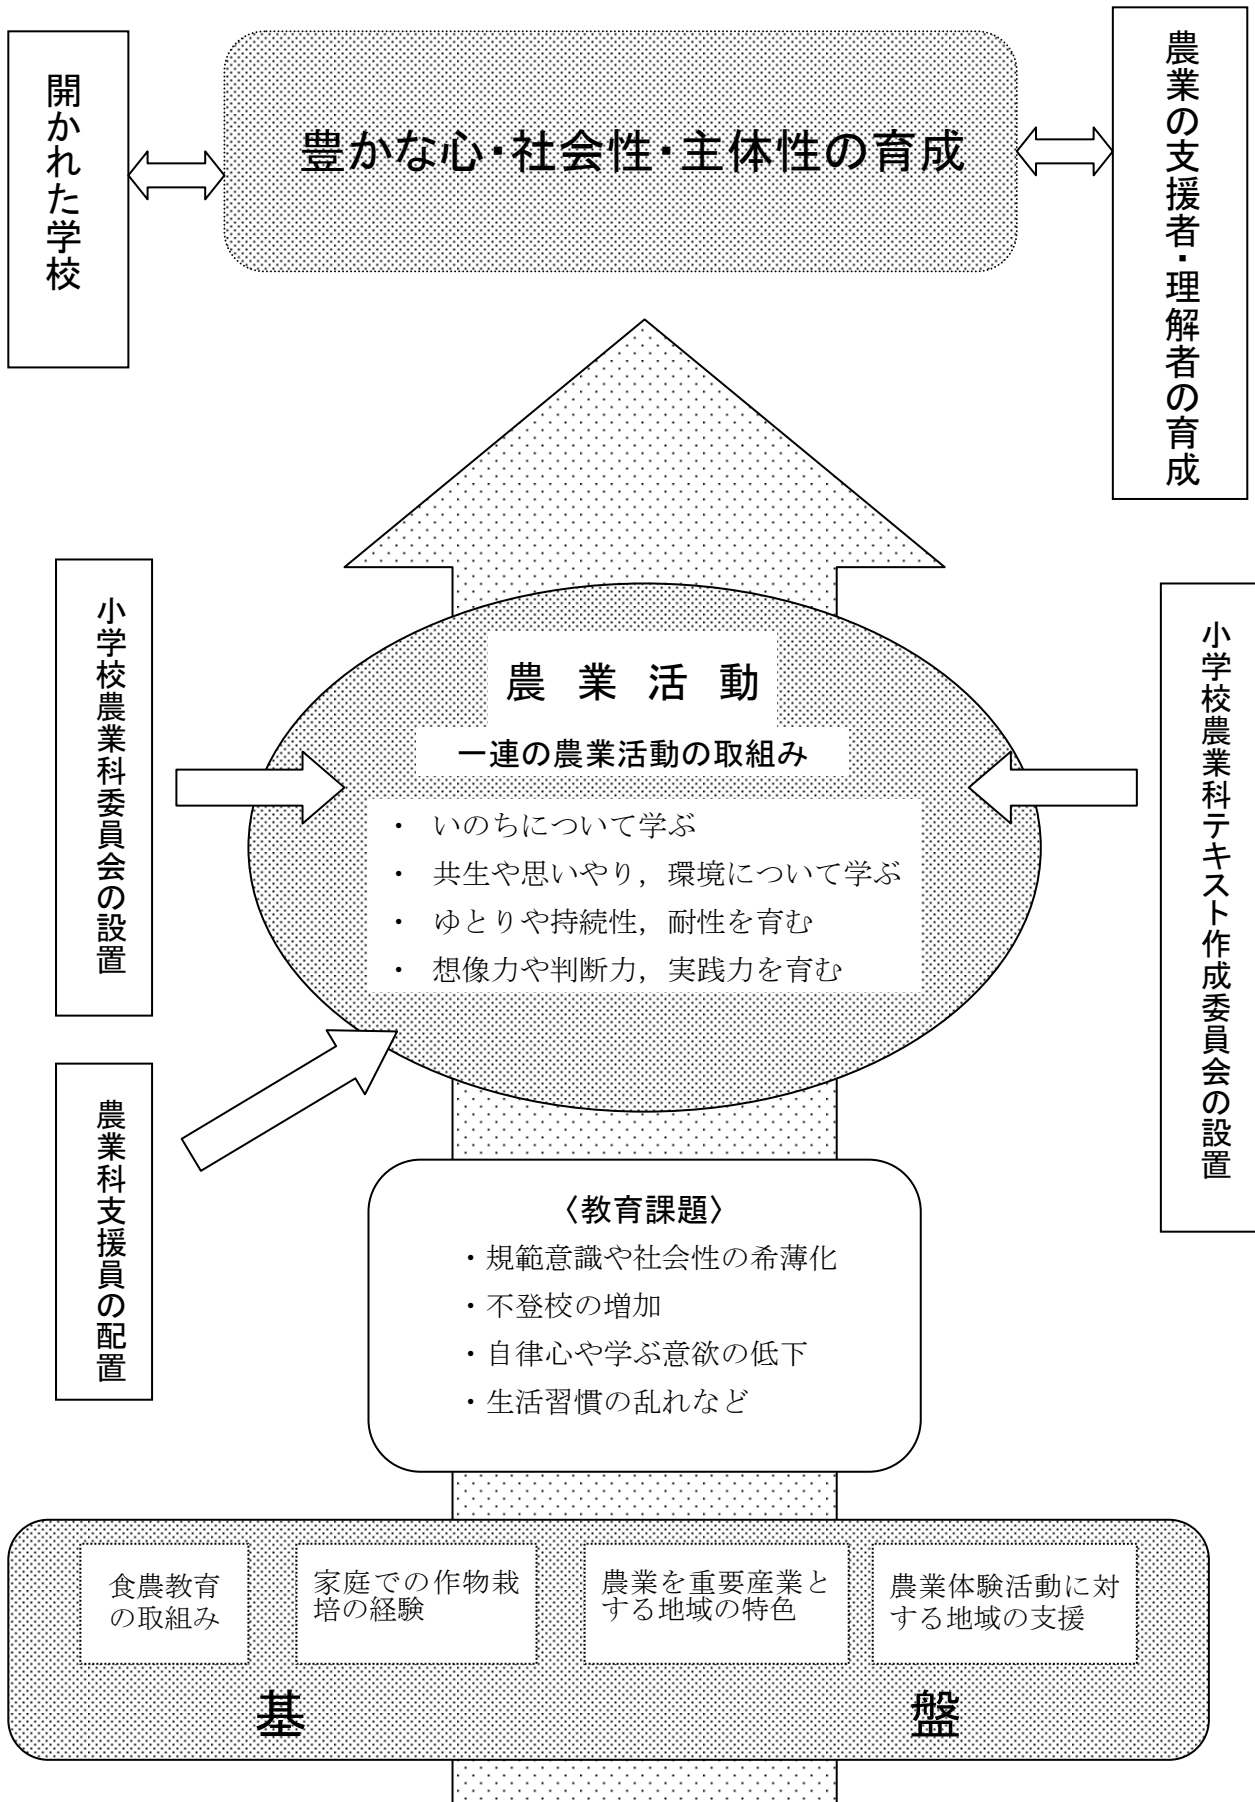 開かれた学校
豊かな心・社会性・主体性の育成
農業の支援者・理解者の育成
小学校農業科委員会の設置
農業活動
一連の農業活動の取組み
・ いのちについて学ぶ
・ 共生や思いやり，環境について学ぶ
・ ゆとりや持続性，耐性を育む
・ 想像力や判断力，実践力を育む
小学校農業科テキスト作成委員会の設置
農業科支援員の配置
〈教育課題〉
・規範意識や社会性の希薄化
・不登校の増加
・自律心や学ぶ意欲の低下
・生活習慣の乱れなど
食農教育
の取組み
家庭での作物栽
培の経験
農業を重要産業と
する地域の特色
農業体験活動に対
する地域の支援
基 盤